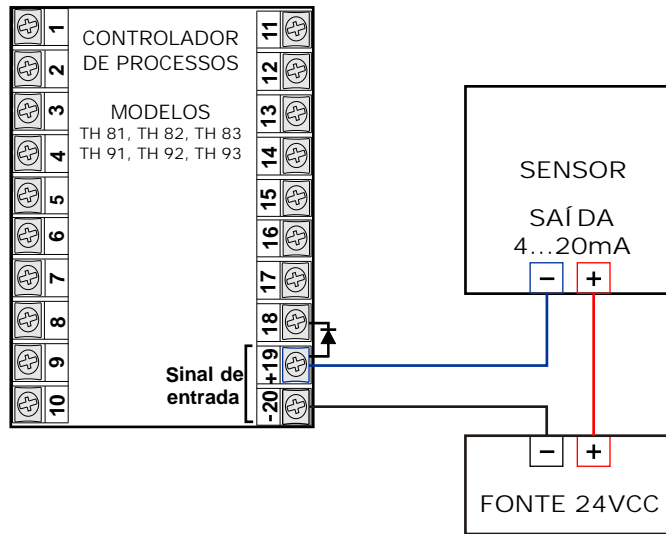 1
2
3
4
5
6
7
8
9
10
CONTROLADOR
DE PROCESSOS
MODELOS
TH 81, TH 82, TH 83
TH 91, TH 92, TH 93
Sinal de
entrada
11
12
13
14
15
16
17
18
+19
-20
SENSOR
SAÍDA
4...20mA
− +
− +
FONTE 24VCC